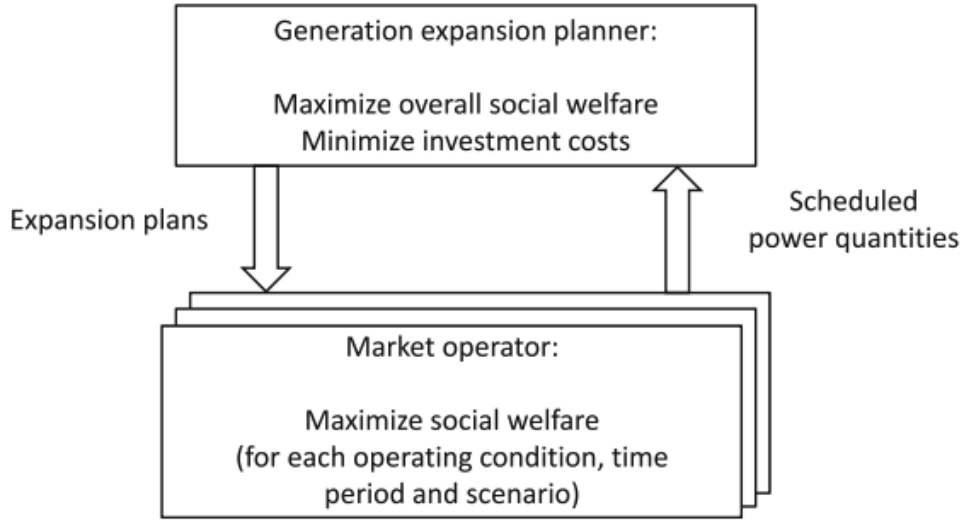 Generation expansion planner:
Maximize overall social welfare
Minimize investment costs
Expansion plans
Scheduled
power quantities
Market operator:
Maximize social welfare
(for each operating condition, time
period and scenario)